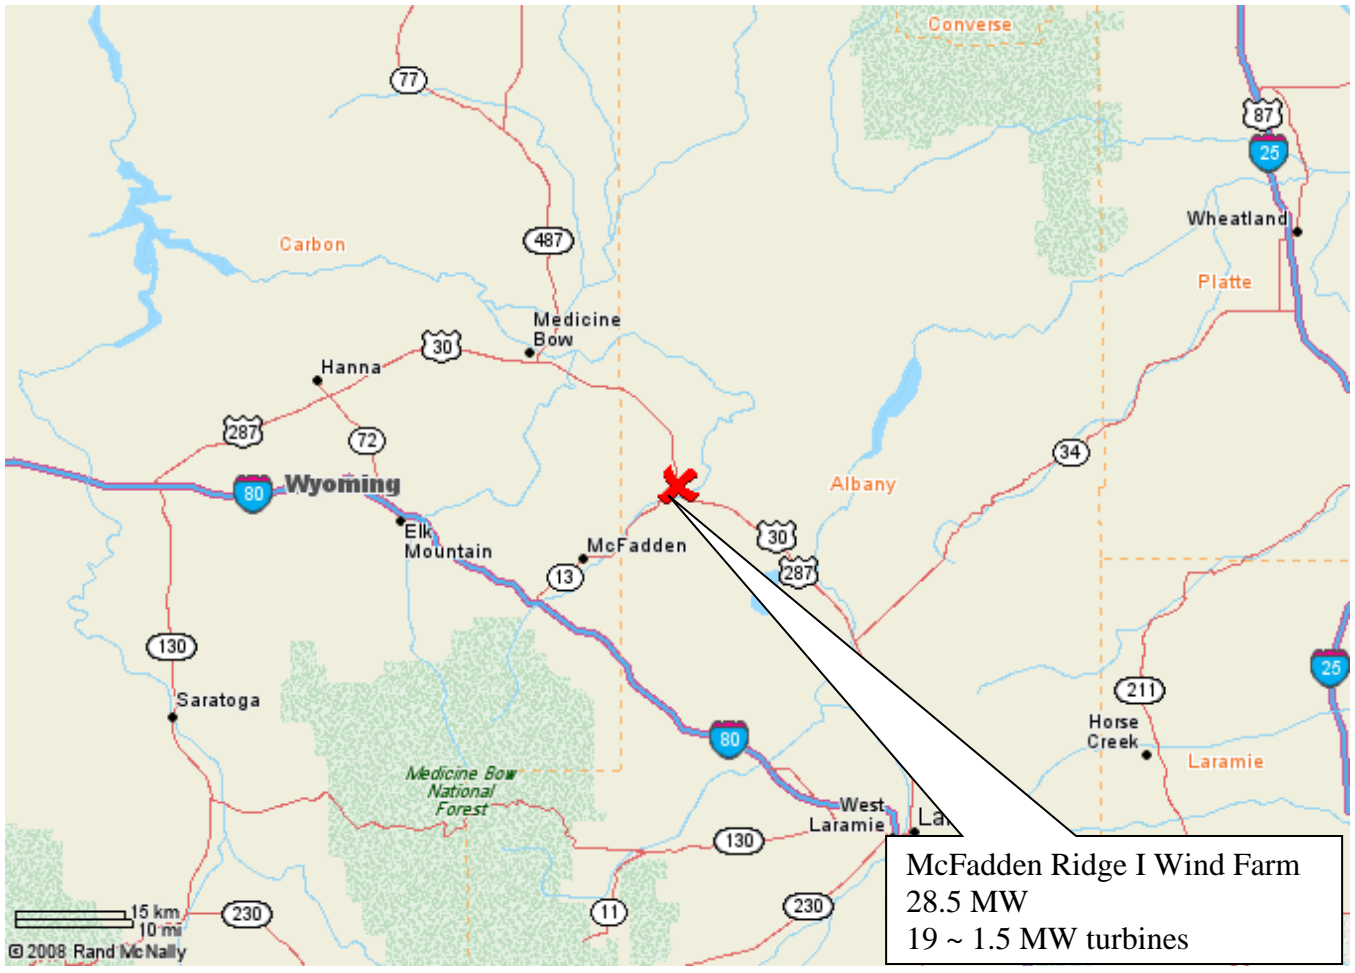 Converse
77
87
25
Wheatland
Carbon
487
Platte
Medicine
Bow
30
Hanna
287
72
34
80
Wyoming
Albany
Elk
Mountain
30
McFadden
287
13
130
25
211
Saratoga
Horse
Creek
80
Laramie
Medicine Bow
National
Forest
West
Laramie
130
McFadden Ridge I Wind Farm
28.5 MW
19 ~ 1.5 MW turbines
15 km
10 mi
230
11
230
© 2008 Rand McNally